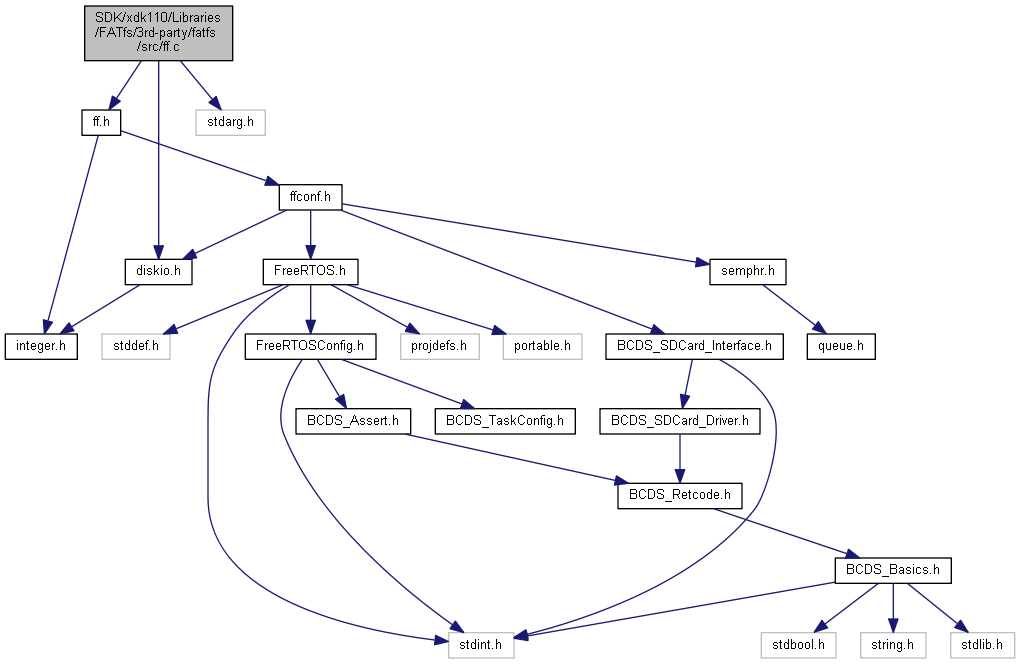 SDK/xdk110/Libraries
/FATfs/3rd-party/fatfs
/src/ff.c
ff.h
stdarg.h
ffconf.h
diskio.h
FreeRTOS.h
semphr.h
integer.h
stddef.h
FreeRTOSConfig.h
projdefs.h
portable.h
BCDS_SDCard_Interface.h
queue.h
BCDS_Assert.h
BCDS_TaskConfig.h
BCDS_SDCard_Driver.h
BCDS_Retcode.h
BCDS_Basics.h
stdint.h
stdbool.h
string.h
stdlib.h